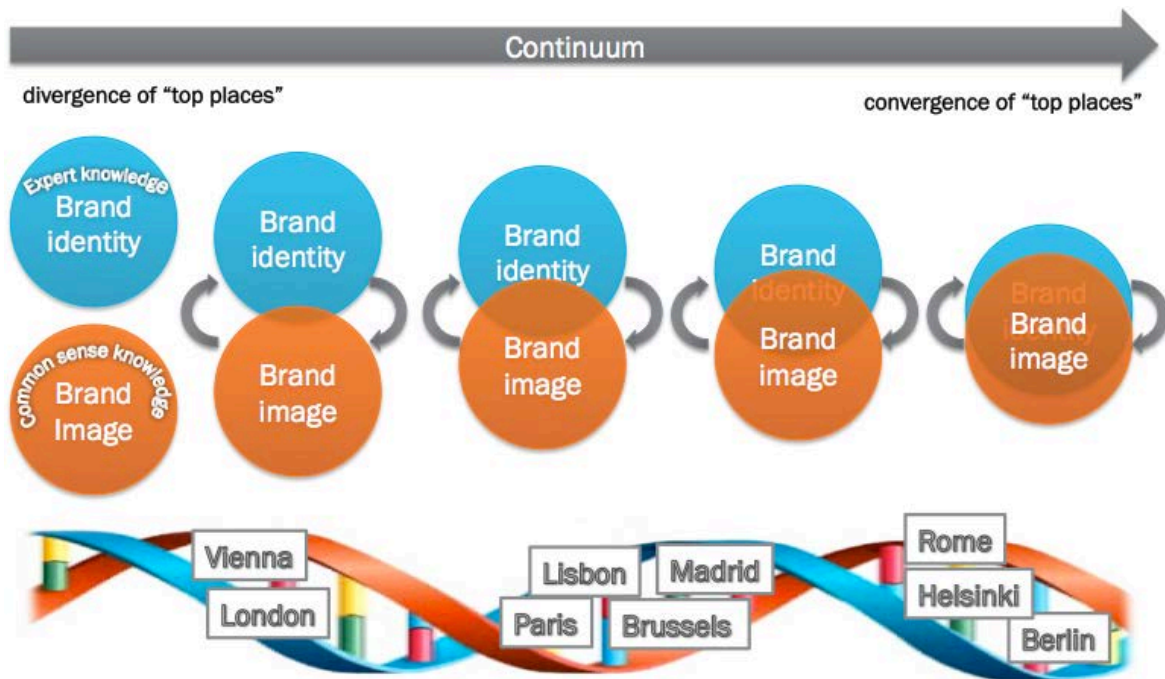 Continuum
divergence of “top places”
convergence of “top places”
Expert knowledge
Brand
identity
Common sense knowledge
Brand
Image
Brand
identity
Brand
image
Brand
identity
Brand
image
Brand
identity
Brand
image
Brand
identity
Brand
image
Vienna
London
Lisbon
Madrid
Paris
Brussels
Rome
Helsinki
Berlin